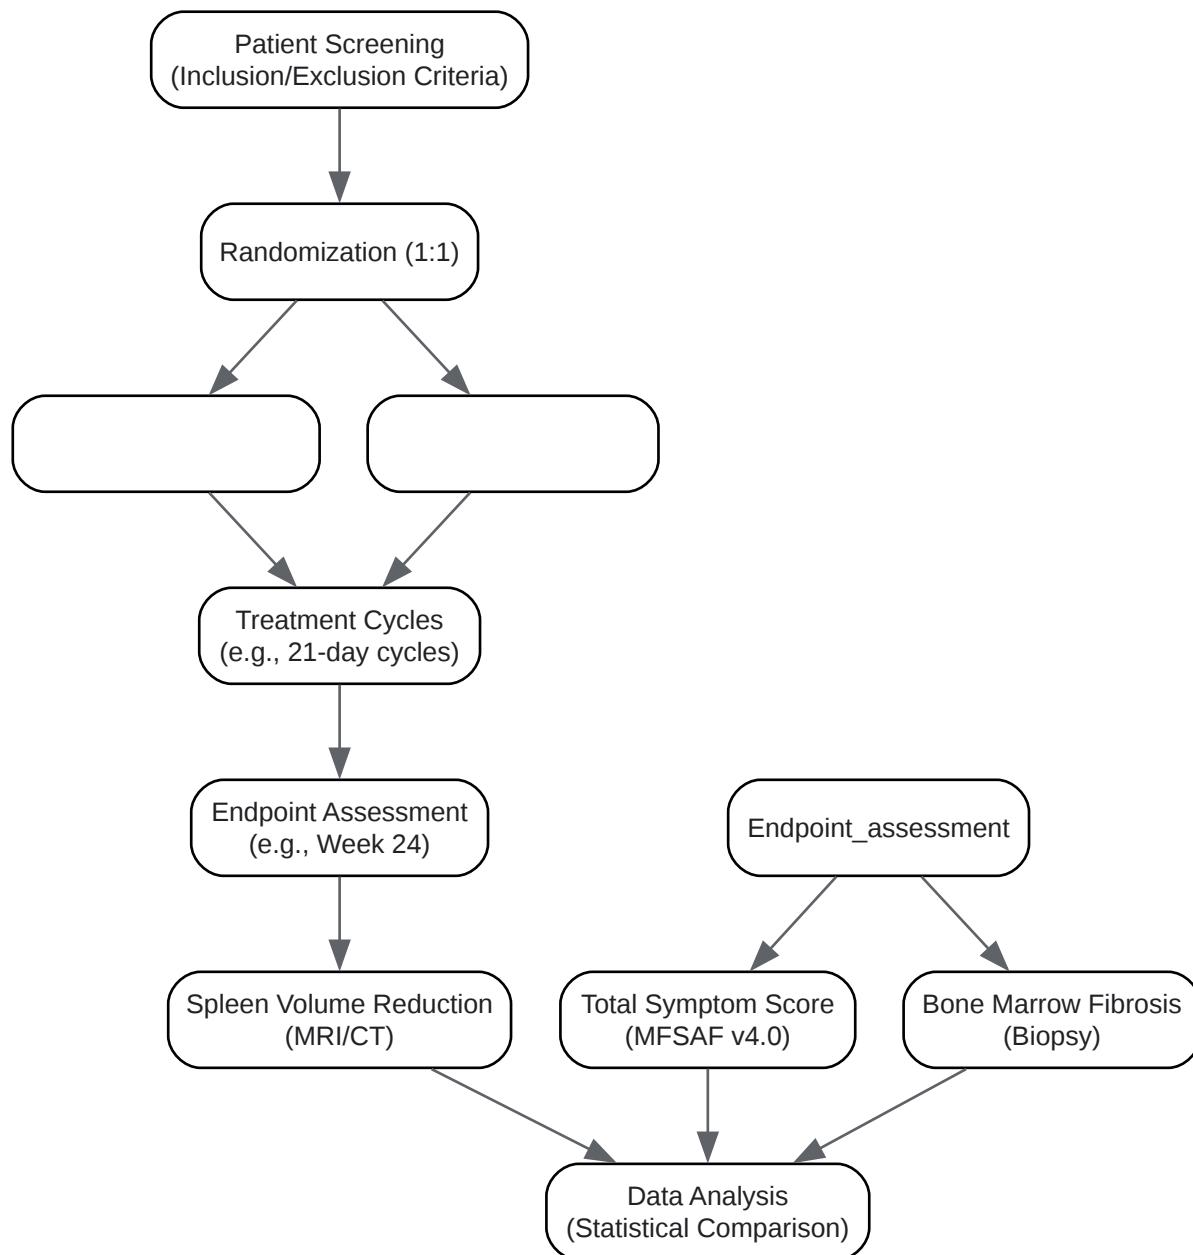 Patient Screening
(Inclusion/Exclusion Criteria)
Randomization (1:1)
Treatment Cycles
(e.g., 21-day cycles)
Endpoint Assessment
(e.g., Week 24)
Endpoint_assessment
Spleen Volume Reduction
(MRI/CT)
Total Symptom Score
(MFSAF v4.0)
Bone Marrow Fibrosis
(Biopsy)
Data Analysis
(Statistical Comparison)